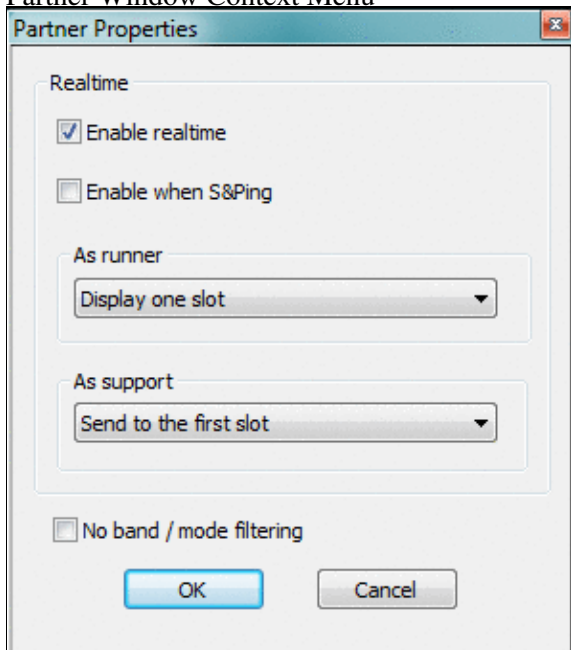 Partner Window Context Menu
Partner Properties
Realtime
Enable realtime
Enable when S&Ping
As runner
Display one slot
As support
Send to the first slot
No band / mode filtering
OK Cancel